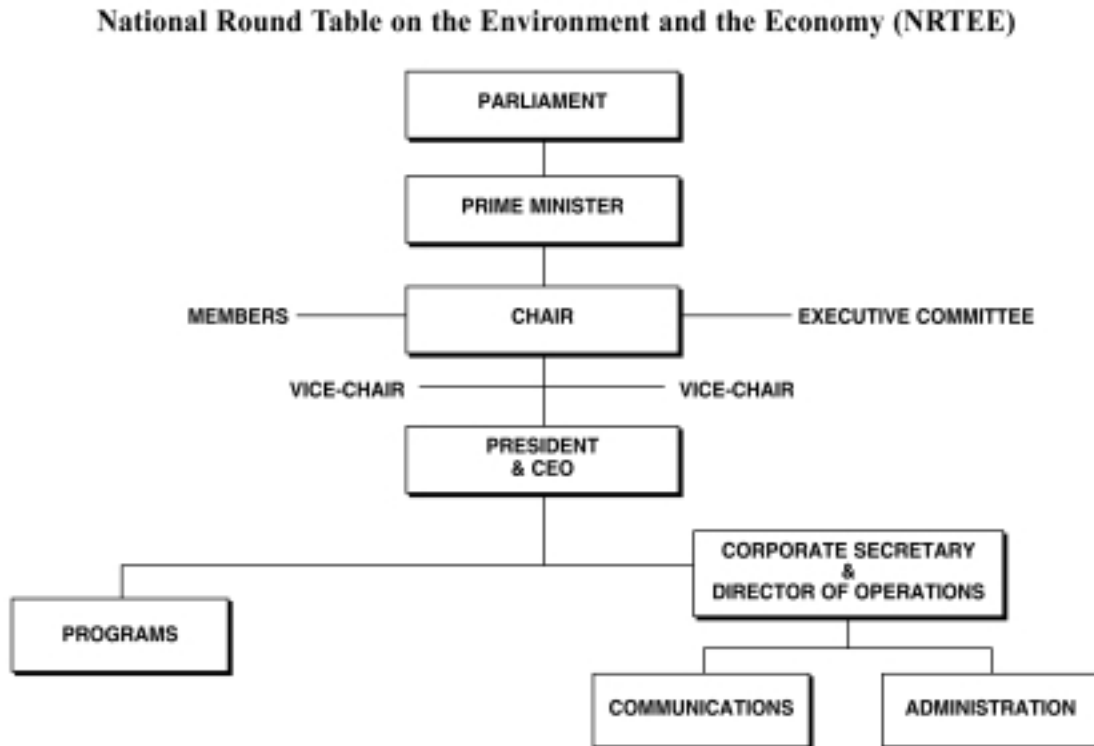 National Round Table on the Environment and the Economy (NRTEE)
PARLIAMENT
PRIME MINISTER
MEMBERS
CHAIR
EXECUTIVE COMMITTEE
VICE-CHAIR
VICE-CHAIR
PRESIDENT
& CEO
CORPORATE SECRETARY
&
DIRECTOR OF OPERATIONS
PROGRAMS
COMMUNICATIONS
ADMINISTRATION